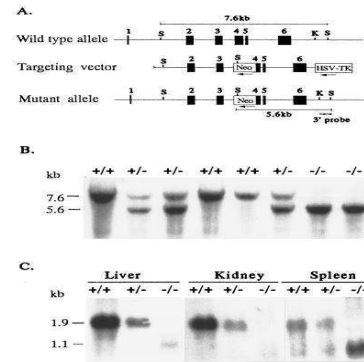 A.
7.6kb
1 S 2 3 4 5 6 K S
Wild type allele
S 2 3 S 4 5 6
Targeting vector
Neo
HSV-TK
1 S 2 3 S 4 5 6 K S
Mutant allele
Neo
5.6kb
3' probe
B.
+/+ +/- +/- +/+ +/+ +/- -/- -/-
kb
7.6
5.6
C.
Liver Kidney Spleen
+/+ +/- -/- +/+ +/- -/- +/+ +/- -/-
kb
1.9
1.1